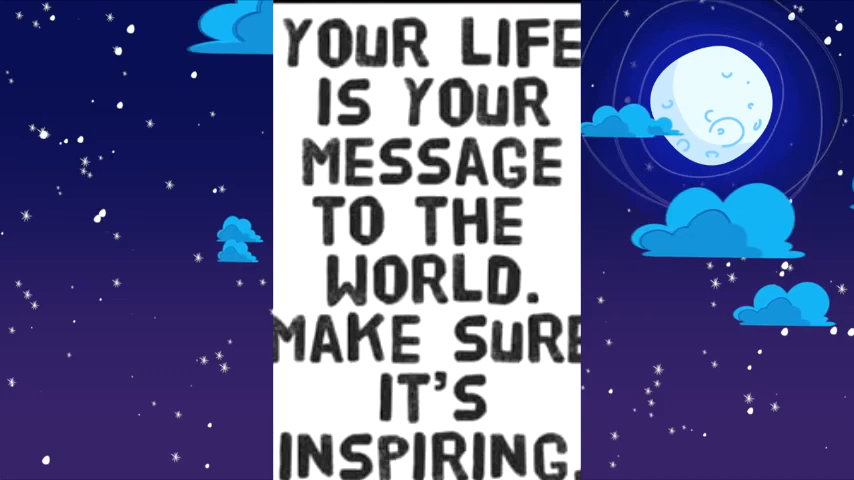 YOUR LIFE
IS YOUR
MESSAGE
TO THE
WORLD.
MAKE SURE
IT'S
INSPIRING.